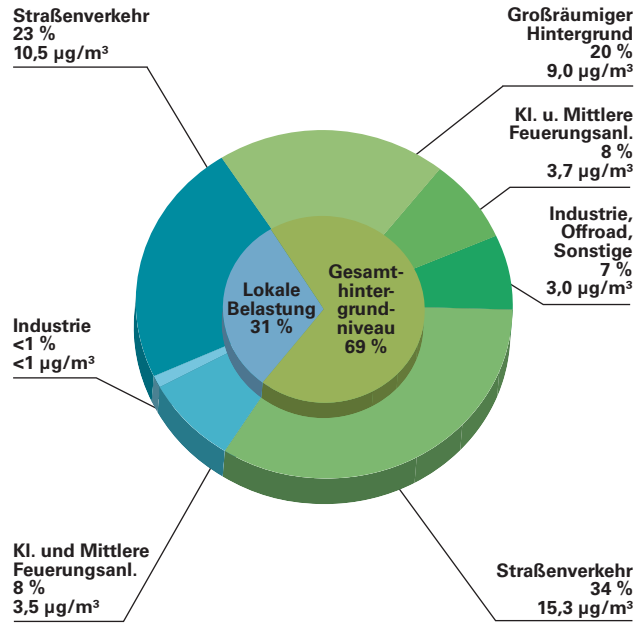 Straßenverkehr
23 %
10,5 µg/m³
Großräumiger
Hintergrund
20 %
9,0 µg/m³
Kl. u. Mittlere
Feuerungsanl.
8 %
3,7 µg/m³
Industrie,
Offroad,
Sonstige
7 %
3,0 µg/m³
Lokale
Belastung
31 %
Gesamt-
hinter-
grund-
niveau
69 %
Industrie
<1 %
<1 µg/m³
Kl. und Mittlere
Feuerungsanl.
8 %
3,5 µg/m³
Straßenverkehr
34 %
15,3 µg/m³